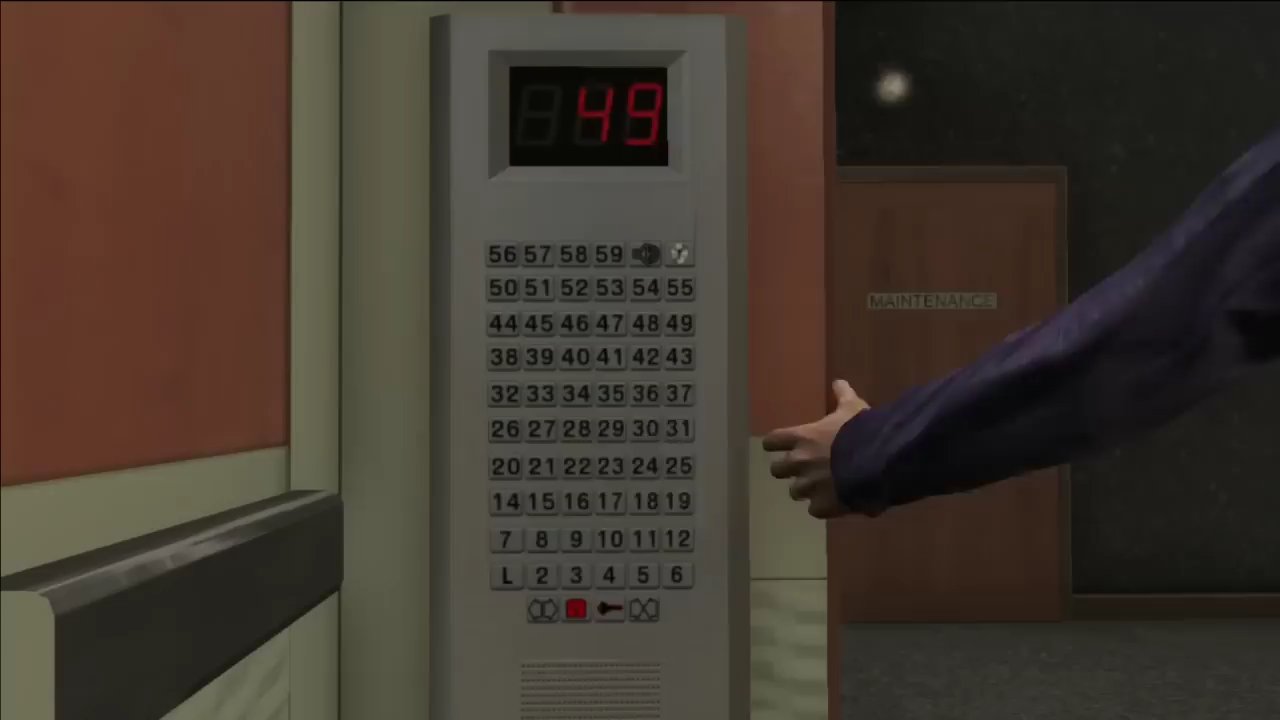 49
56 57 58 59
50 51 52 53 54 55
44 45 46 47 48 49
38 39 40 41 42 43
MAINTENANCE
32 33 34 35 36 37
26 27 28 29 30 31
20 21 22 23 24 25
14 15 16 17 18 19
7 8 9 10 11 12
L 2 3 4 5 6